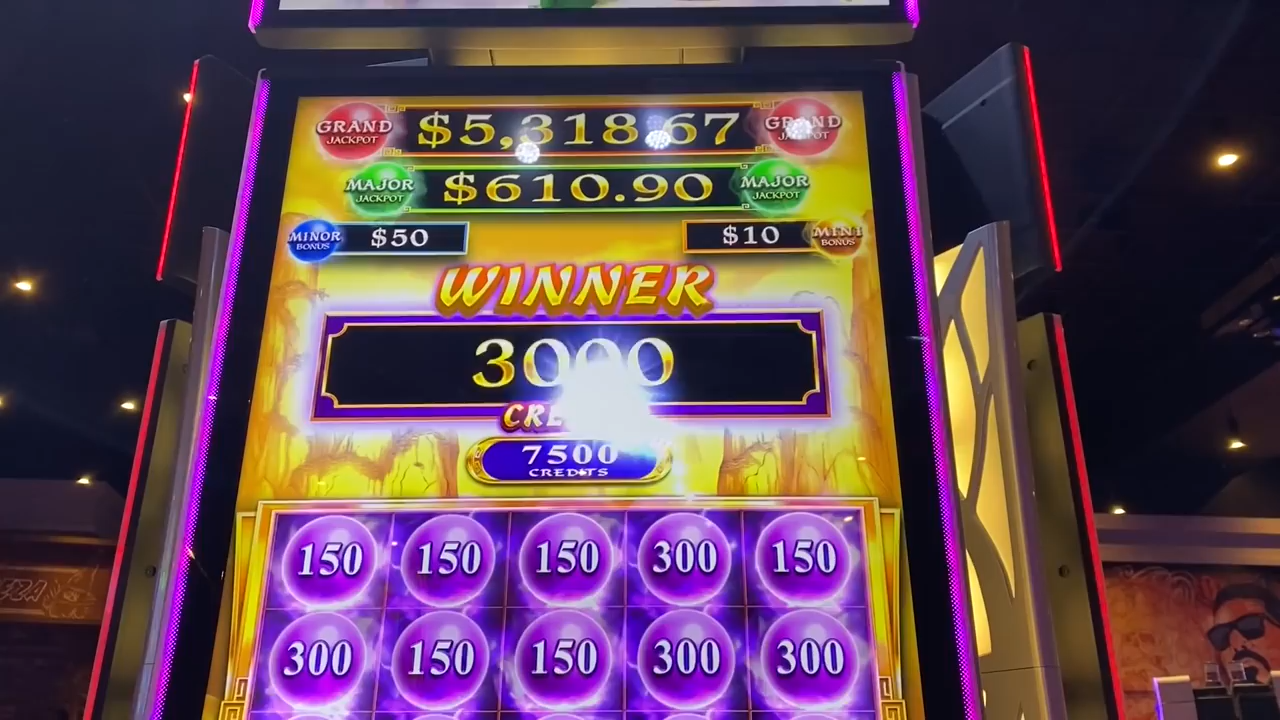 GRAND JACKPOT $5,318.67 GRAND JACKPOT
MAJOR JACKPOT $610.90 MAJOR JACKPOT
MINOR BONUS $50 $10 MINI BONUS
WINNER
3000
7500
CREDITS
150 150 150 300 150
300 150 150 300 300